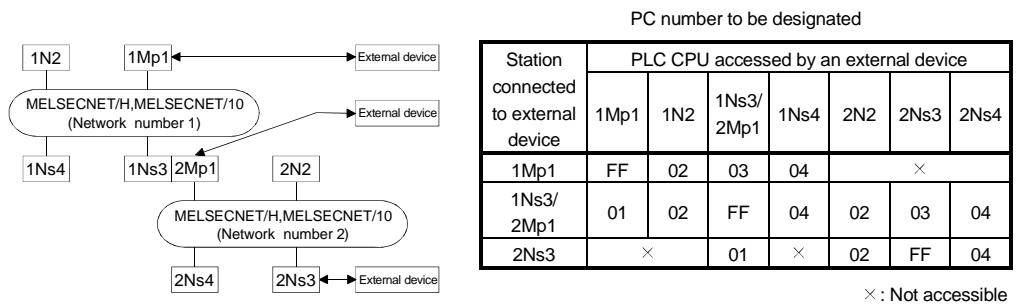 1N2
1Mp1
External device
MELSECNET/H,MELSECNET/10
(Network number 1)
External device
1Ns4
1Ns3
2Mp1
2N2
MELSECNET/H,MELSECNET/10
(Network number 2)
2Ns4
2Ns3
External device
PC number to be designated
Station connected to external device
PLC CPU accessed by an external device
1Mp1 1N2 1Ns3/2Mp1 1Ns4 2N2 2Ns3 2Ns4
1Mp1 FF 02 03 04 ×
1Ns3/2Mp1 01 02 FF 04 02 03 04
2Ns3 × 01 × 02 FF 04
× : Not accessible